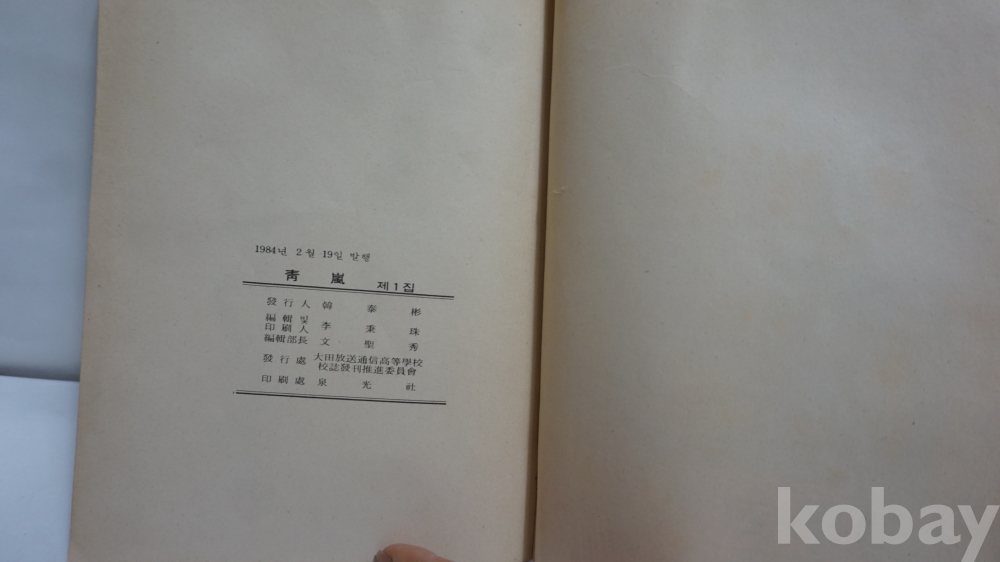 1984년 2월 19일 발행
靑嵐 제1집
發行人 韓泰彬
編輯 및
印刷人 李秉珠
編輯部長 文聖秀
發行處 大田放送通信高等學校
校誌發刊推進委員會
印刷處 泉光社
kobay